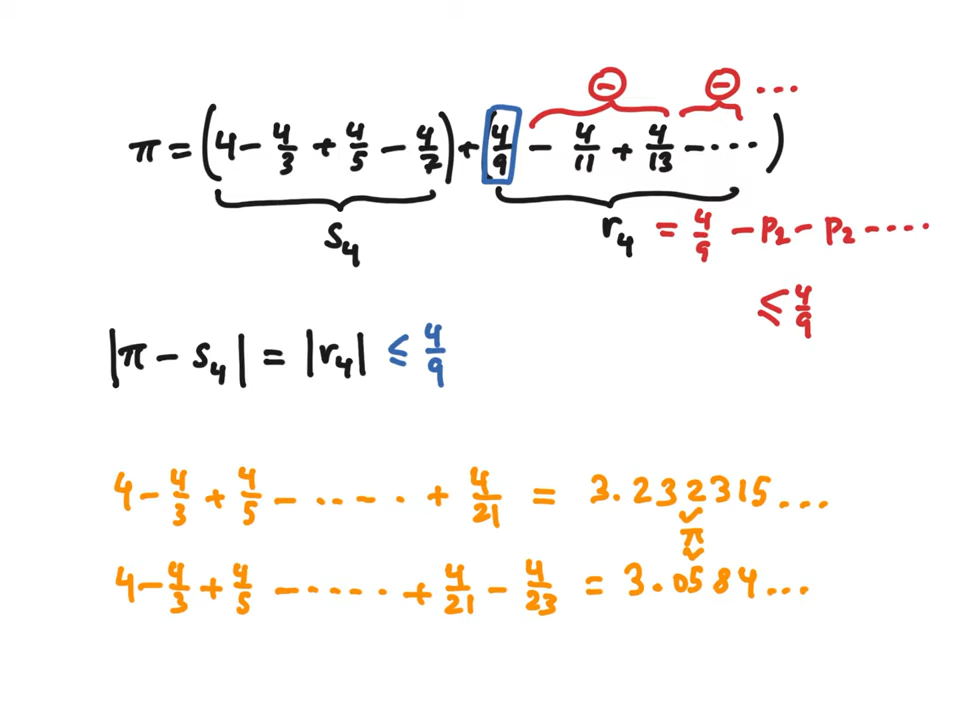 ⊖ ⊖ ...
π = (4 - 4/3 + 4/5 - 4/7) + (4/9 - 4/11 + 4/13 - ....)
s₄ r₄ = 4/9 - p₂ - p₂ - ....
≤ 4/9
|π - s₄| = |r₄| ≤ 4/9
4 - 4/3 + 4/5 - ..... + 4/21 = 3.232315...
π
4 - 4/3 + 4/5 - ..... + 4/21 - 4/23 = 3.0584...